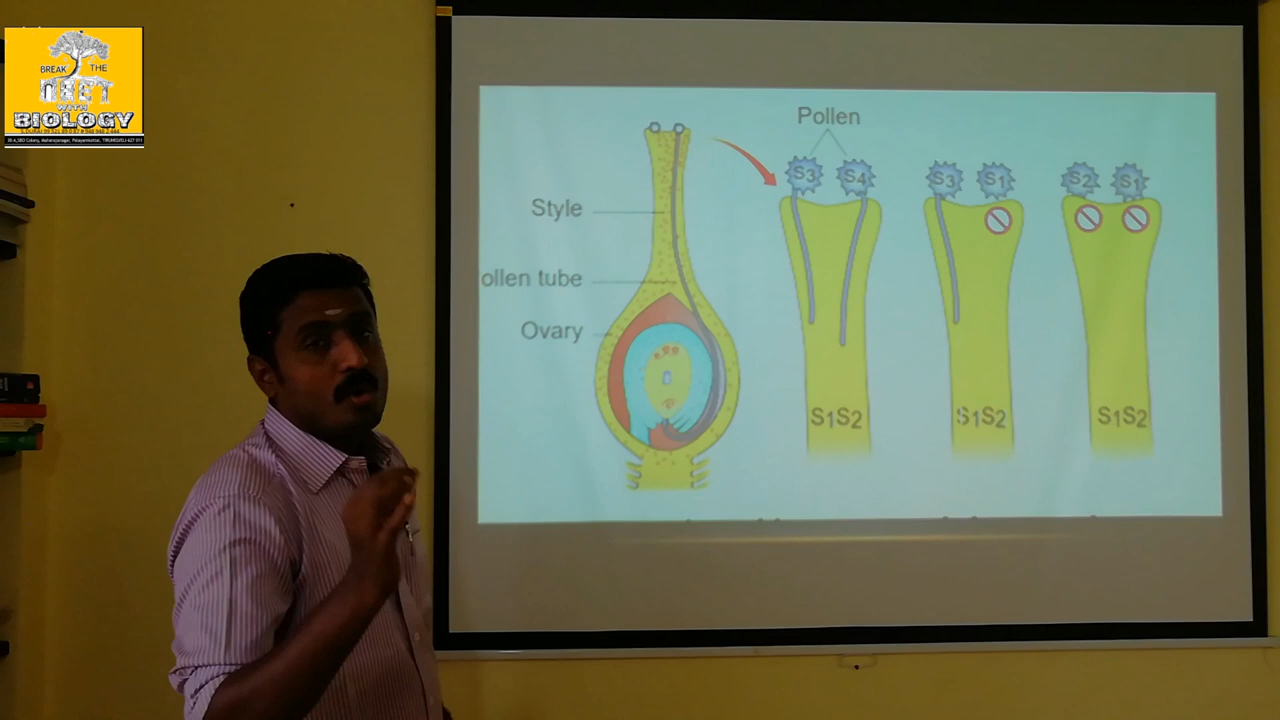 BREAK THE
NEET
WITH
BIOLOGY
Pollen
Style
ollen tube
Ovary
S3 S4
S3 S1
S2 S1
S1S2
S1S2
S1S2